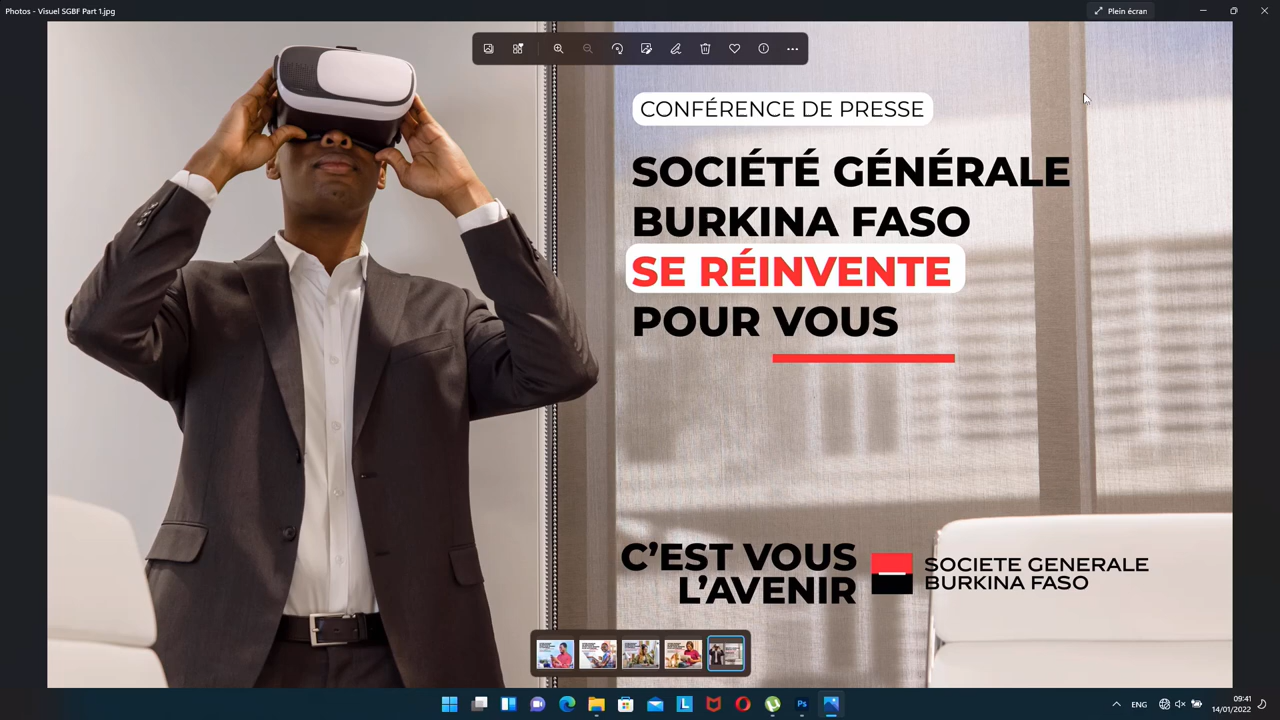 Photos - Visuel SGBF Part 1.jpg
Plein écran
CONFÉRENCE DE PRESSE
SOCIÉTÉ GÉNÉRALE
BURKINA FASO
SE RÉINVENTE
POUR VOUS
C'EST VOUS
L'AVENIR
SOCIETE GENERALE
BURKINA FASO
L
Ps
ENG
09:41
14/01/2022